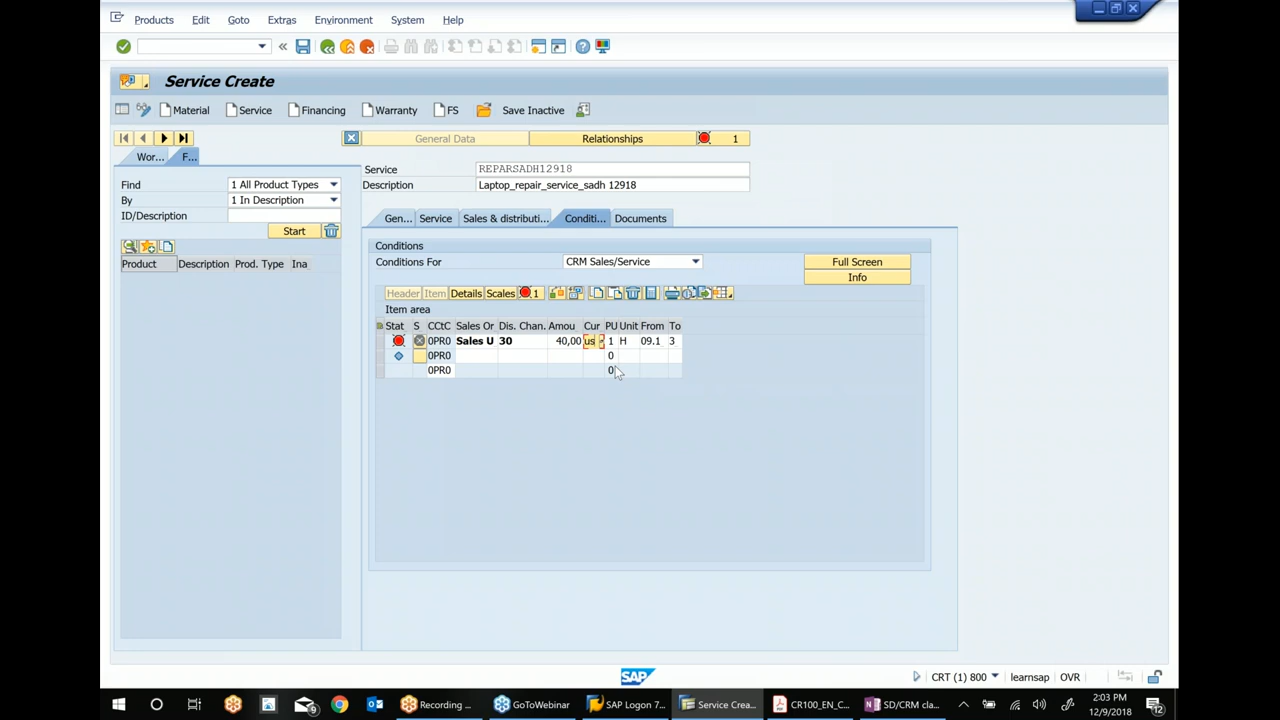 Products Edit Goto Extras Environment System Help
Service Create
Material Service Financing Warranty FS Save Inactive
General Data Relationships 1
Wor... F...
Service REPARSADH12918
Description Laptop_repair_service_sadh 12918
Find 1 All Product Types
By 1 In Description
ID/Description
Start
Gen... Service Sales & distributi... Conditi... Documents
Product Description Prod. Type Ina
Conditions
Conditions For CRM Sales/Service Full Screen
Info
Header Item Details Scales 1
Item area
Stat S CCtC Sales Or Dis. Chan. Amou Cur PU Unit From To
0PR0 Sales U 30 40,00 us 1 H 09.1 3
0PR0 0
0PR0 0
SAP CRT (1) 800 learnsap OVR
Recording ... GoToWebinar SAP Logon 7... Service Crea... CR100_EN_C... SD/CRM cla... 2:03 PM
12/9/2018 12